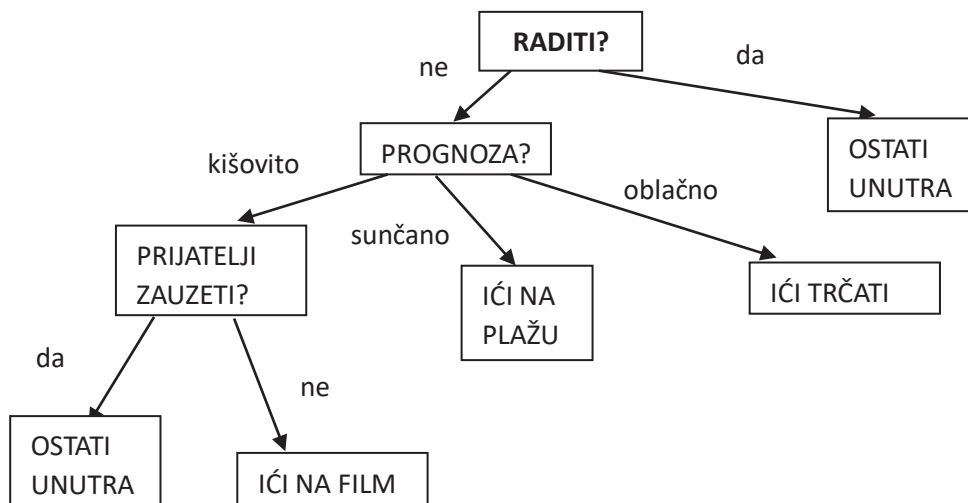 RADITI?
ne
da
PROGNOZA?
OSTATI
UNUTRA
kišovito
oblačno
sunčano
PRIJATELJI
ZAUZETI?
IĆI NA
PLAŽU
IĆI TRČATI
da
ne
OSTATI
UNUTRA
IĆI NA FILM